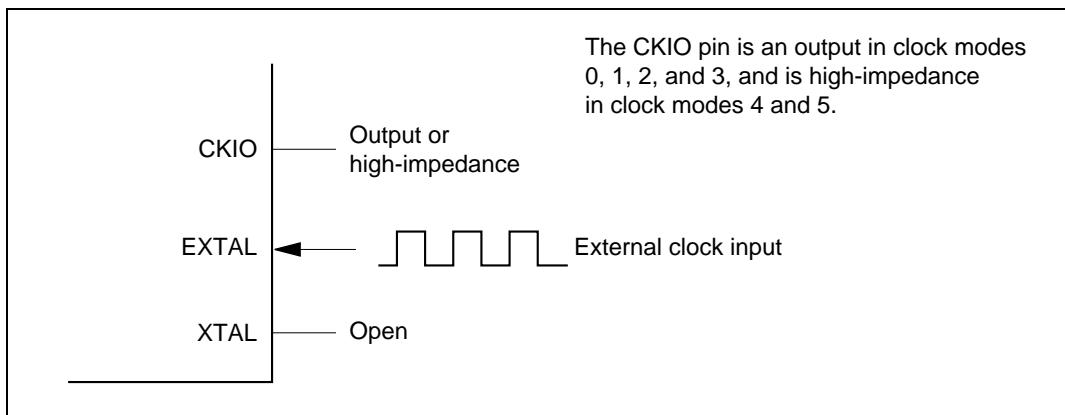 The CKIO pin is an output in clock modes
0, 1, 2, and 3, and is high-impedance
in clock modes 4 and 5.
CKIO
Output or
high-impedance
EXTAL
External clock input
XTAL
Open